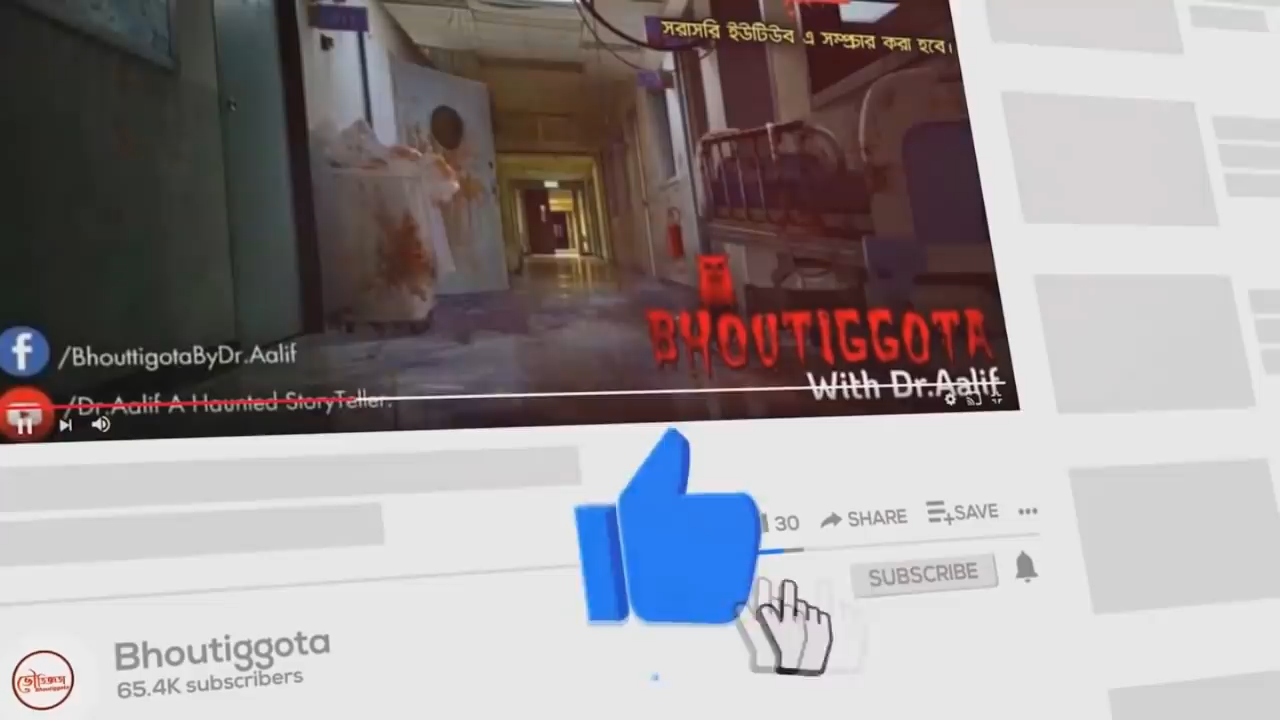 সরাসরি ইউটিউব এ সম্প্রচার করা হবে।
/BhouttigotaByDr.Aalif
BHOUTIGGOTA
With Dr.Aalif
/Dr.Aalif A Haunted StoryTeller.
30
SHARE
SAVE
SUBSCRIBE
Bhoutiggota
65.4K subscribers